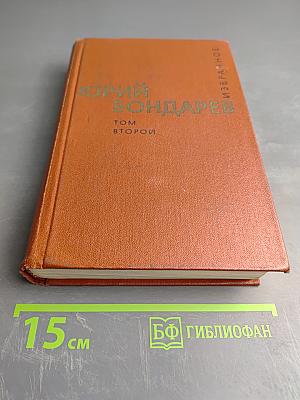 ЮРИЙ
БОНДАРЕВ
ИЗБРАННОЕ
ТОМ
ВТОРОЙ
15 см
БФ ГИБЛИОФАН